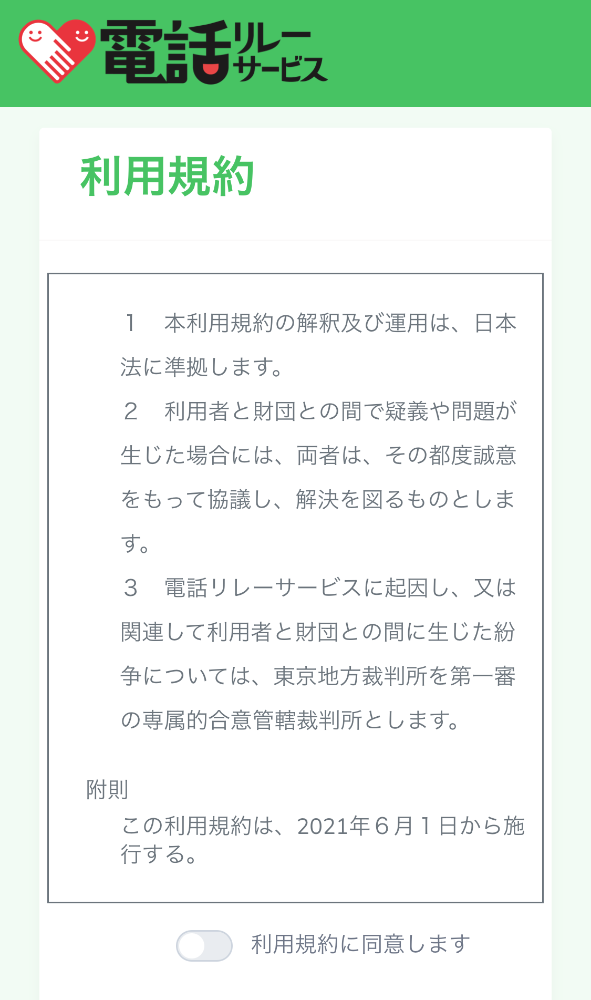 電話リレーサービス
利用規約
１　本利用規約の解釈及び運用は、日本
法に準拠します。
２　利用者と財団との間で疑義や問題が
生じた場合には、両者は、その都度誠意
をもって協議し、解決を図るものとしま
す。
３　電話リレーサービスに起因し、又は
関連して利用者と財団との間に生じた紛
争については、東京地方裁判所を第一審
の専属的合意管轄裁判所とします。
附則
この利用規約は、2021年６月１日から施
行する。
利用規約に同意します